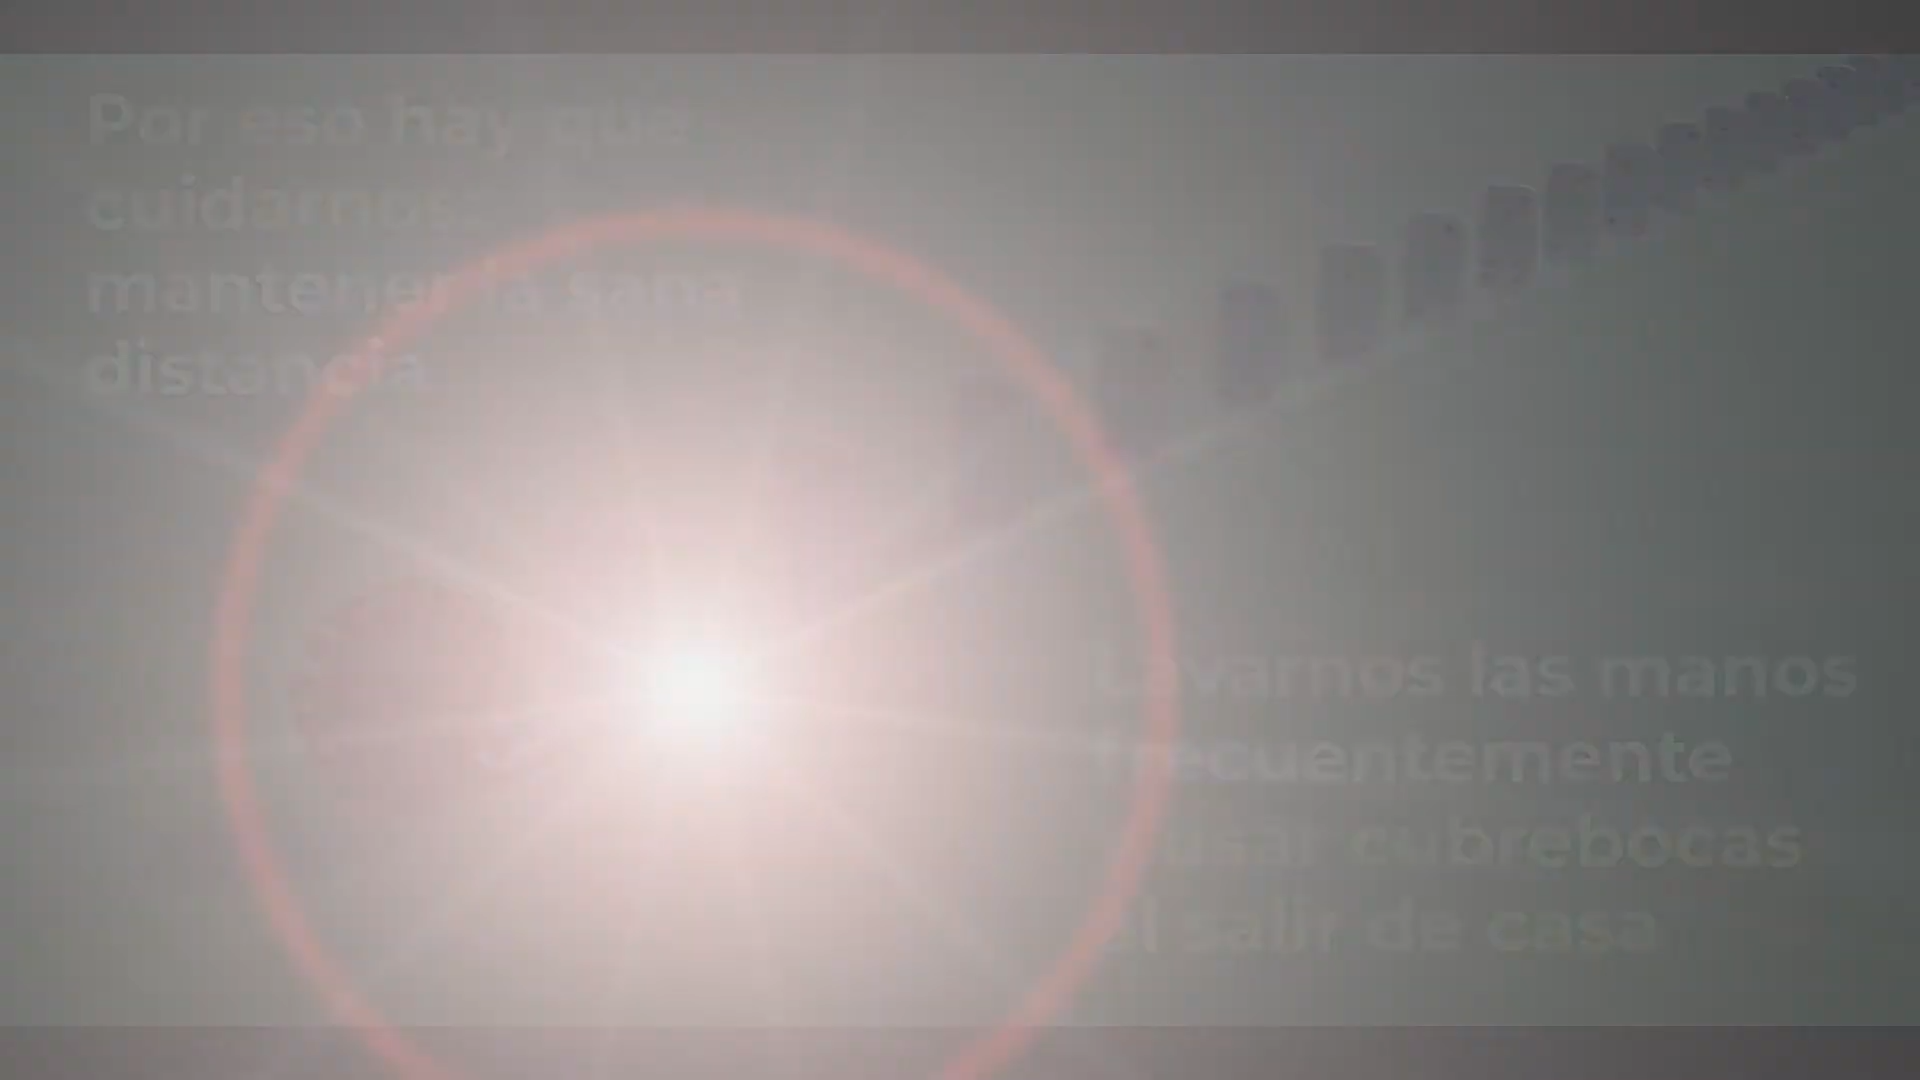 Por eso hay que
cuidarnos:
mantener la sana
distancia
Lavarnos las manos
frecuentemente
usar cubrebocas
al salir de casa